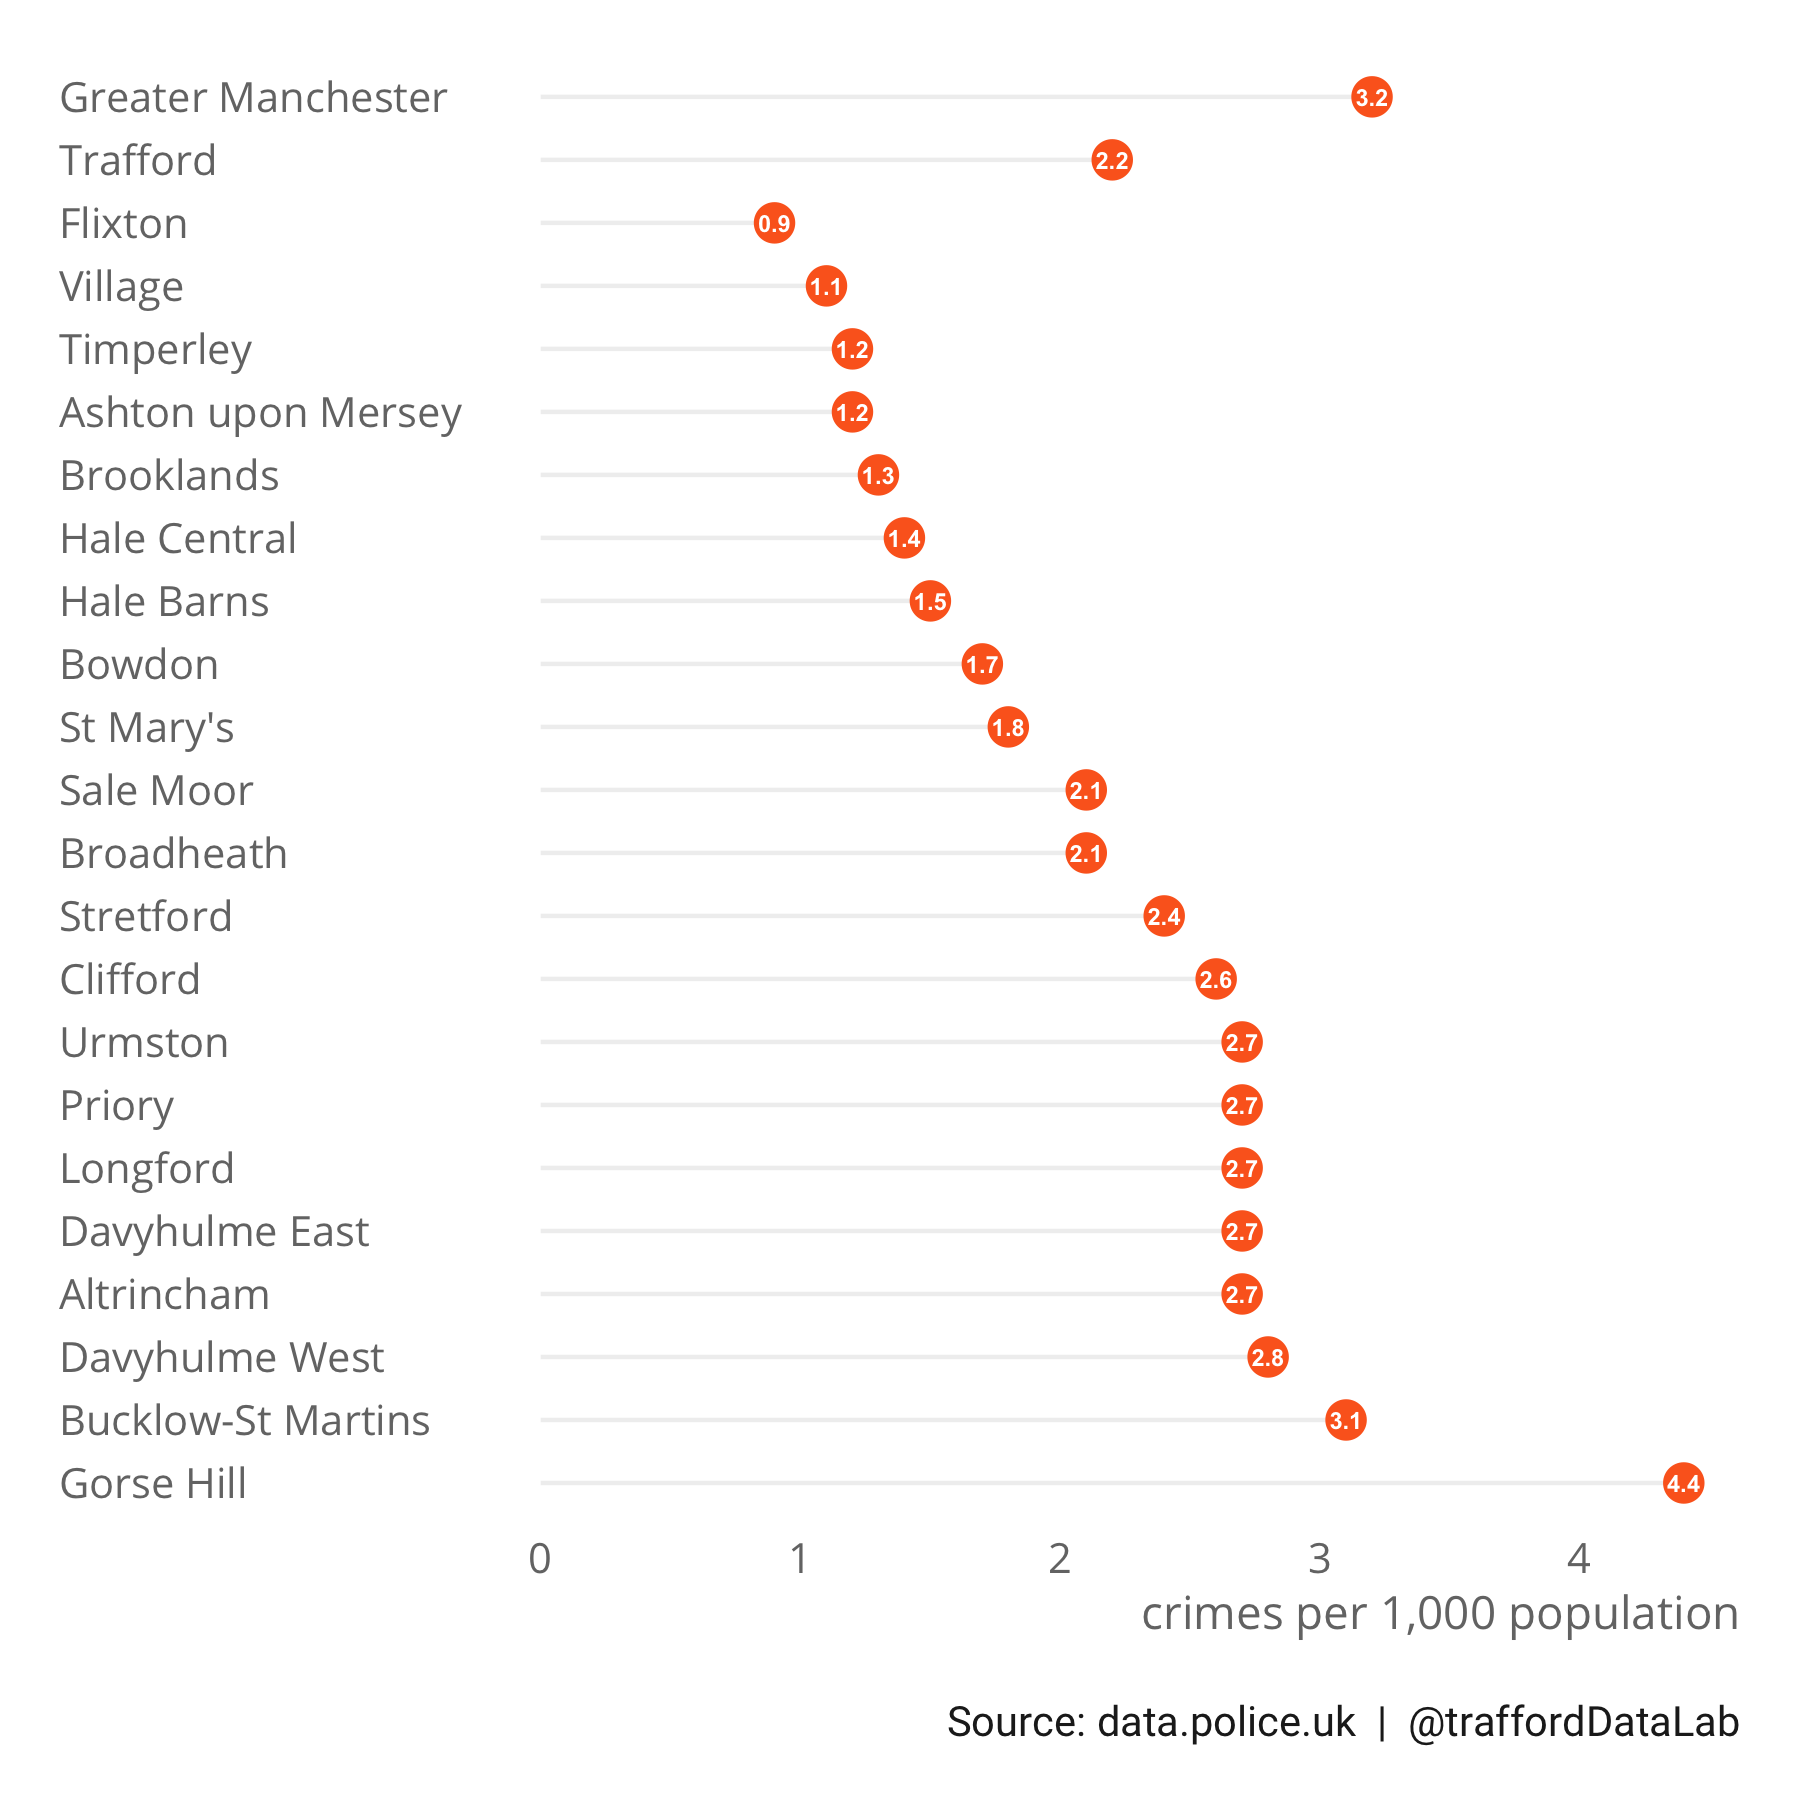 Greater Manchester 3.2
Trafford 2.2
Flixton 0.9
Village 1.1
Timperley 1.2
Ashton upon Mersey 1.2
Brooklands 1.3
Hale Central 1.4
Hale Barns 1.5
Bowdon 1.7
St Mary's 1.8
Sale Moor 2.1
Broadheath 2.1
Stretford 2.4
Clifford 2.6
Urmston 2.7
Priory 2.7
Longford 2.7
Davyhulme East 2.7
Altrincham 2.7
Davyhulme West 2.8
Bucklow-St Martins 3.1
Gorse Hill 4.4
0 1 2 3 4
crimes per 1,000 population
Source: data.police.uk | @traffordDataLab